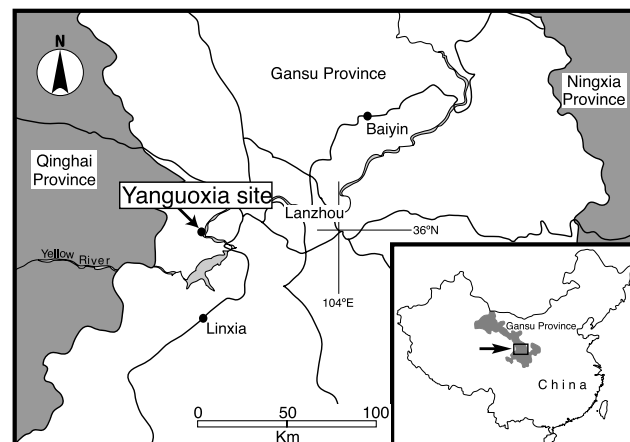 N
Gansu Province
Ningxia
Province
Baiyin
Qinghai
Province
Yanguoxia site
Lanzhou
36°N
Yellow River
104°E
Linxia
Gansu Province
China
0 50 100
Km